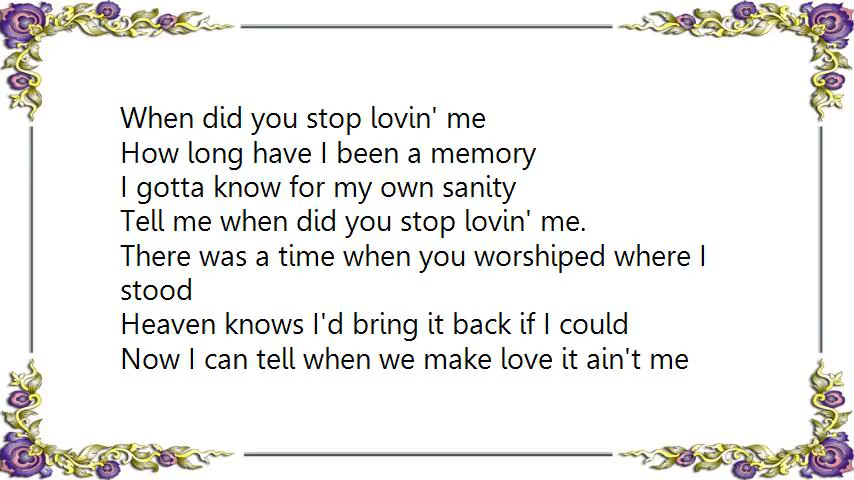 When did you stop lovin' me
How long have I been a memory
I gotta know for my own sanity
Tell me when did you stop lovin' me.
There was a time when you worshiped where I
stood
Heaven knows I'd bring it back if I could
Now I can tell when we make love it ain't me